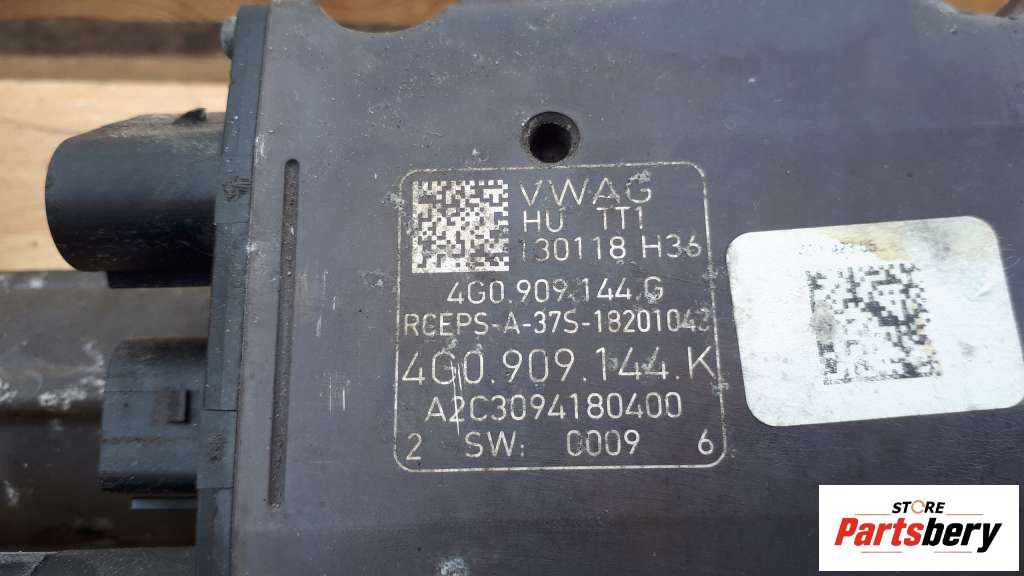 VWAG
HU TT1
130118 H36
4G0.909.144.G
RCEPS-A-37S-18201043
4G0.909.144.K
A2C3094180400
2 SW: 0009 6
STORE
Partsbery